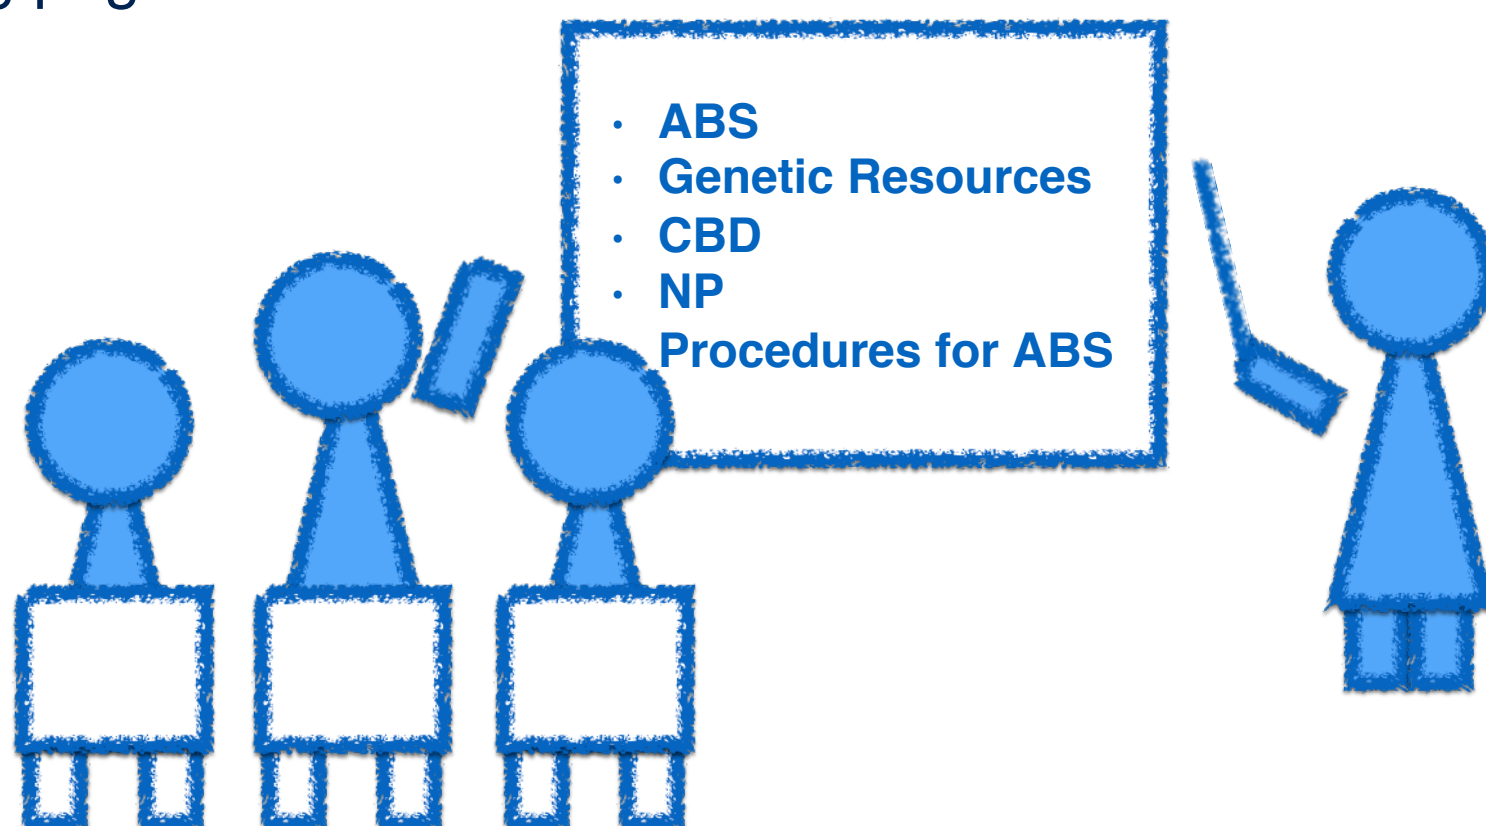 · ABS
· Genetic Resources
· CBD
· NP
Procedures for ABS